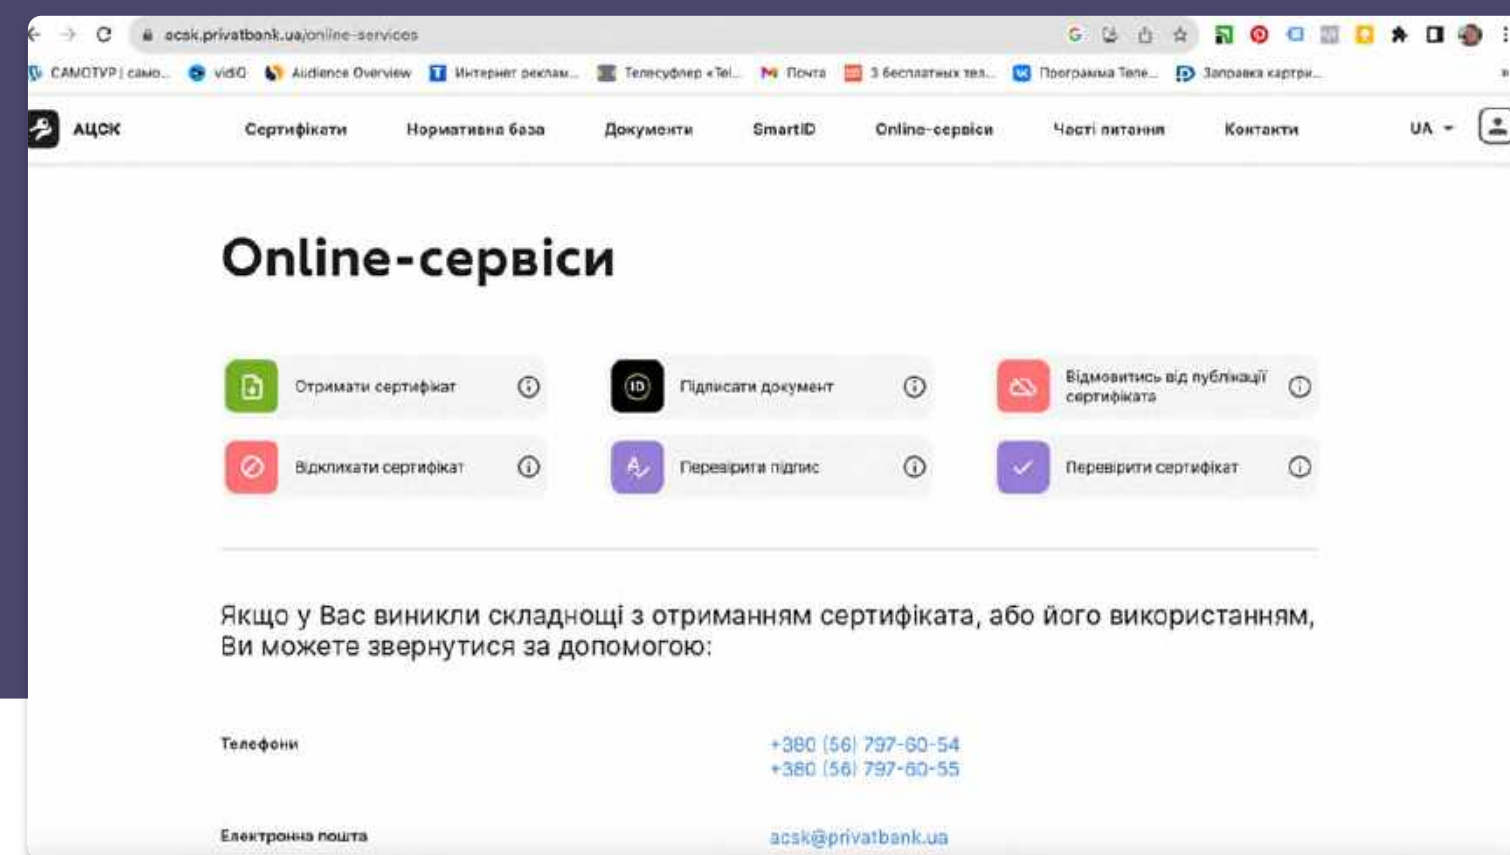 acsk.privatbank.ua/online-services
САМОТУР | само... vidIQ Audience Overview Интернет реклам... Телесуфлер «Tel... Почта 3 бесплатных тел... Программа Теле... Заправка картри...
АЦСК Сертифікати Нормативна база Документи SmartID Online-сервіси Часті питання Контакти UA
Online-сервіси
Отримати сертифікат
Підписати документ
Відмовитись від публікації
сертифіката
Відкликати сертифікат
Перевірити підпис
Перевірити сертифікат
Якщо у Вас виникли складнощі з отриманням сертифіката, або його використанням,
Ви можете звернутися за допомогою:
Телефони
+380 (56) 797-60-54
+380 (56) 797-60-55
Електронна пошта
acsk@privatbank.ua